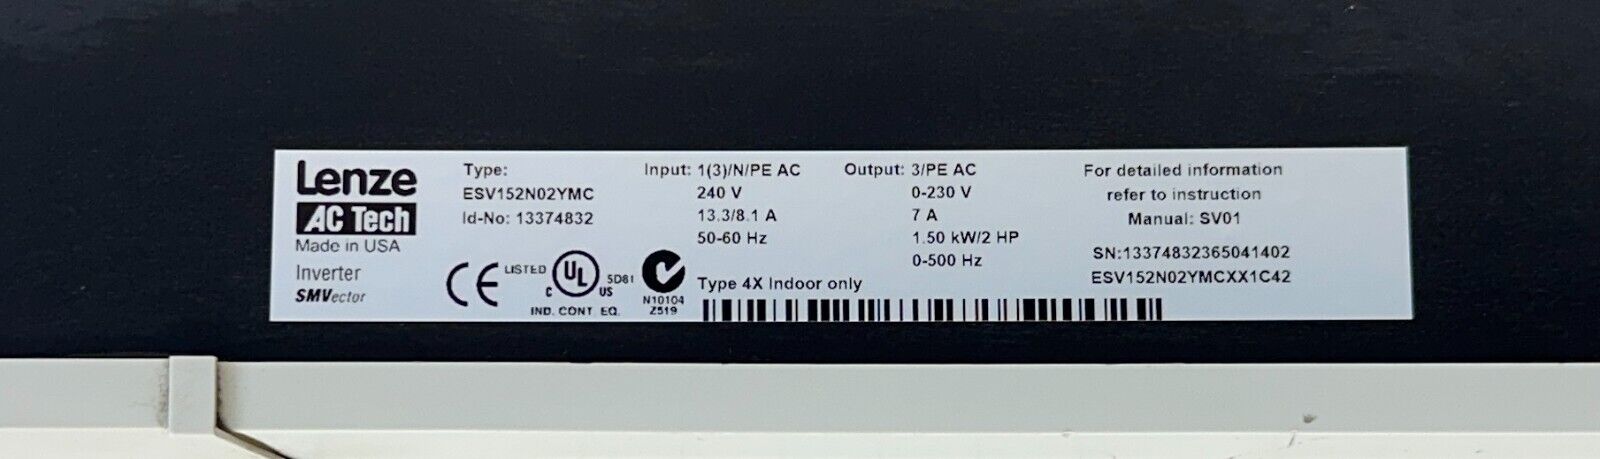 Lenze
AC Tech
Made in USA
Inverter
SMVector
Type:
ESV152N02YMC
Id-No: 13374832
CE
LISTED
C UL US
5D81
IND. CONT. EQ.
N10104
Z519
Input: 1(3)/N/PE AC
240 V
13.3/8.1 A
50-60 Hz
Type 4X Indoor only
Output: 3/PE AC
0-230 V
7 A
1.50 kW/2 HP
0-500 Hz
For detailed information
refer to instruction
Manual: SV01
SN:13374832365041402
ESV152N02YMCXX1C42